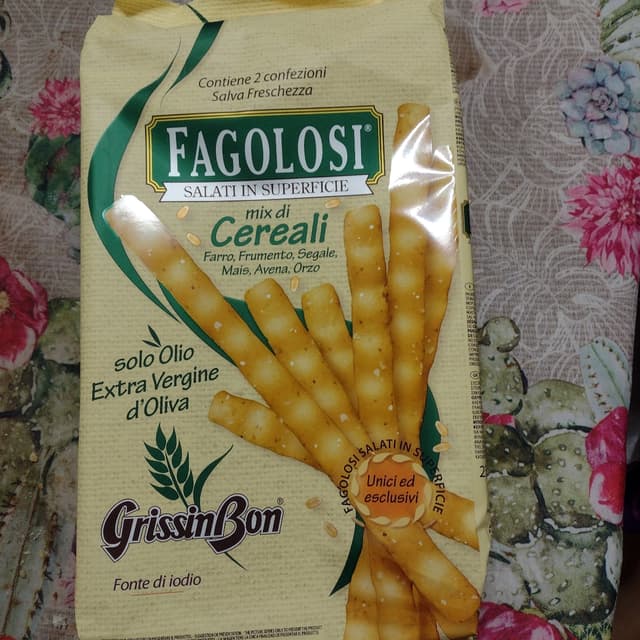 Contiene 2 confezioni
Salva Freschezza
FAGOLOSI®
SALATI IN SUPERFICIE
mix di
Cereali
Farro, Frumento, Segale,
Mais, Avena, Orzo
solo Olio
Extra Vergine
d'Oliva
FAGOLOSI SALATI IN SUPERFICIE
Unici ed
esclusivi
GrissinBon®
Fonte di iodio